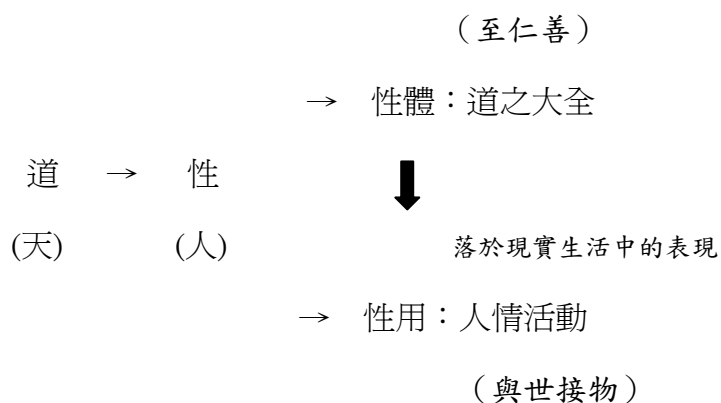 （至仁善）
→ 性體：道之大全
道 → 性
(天) (人) 落於現實生活中的表現
→ 性用：人情活動
（與世接物）